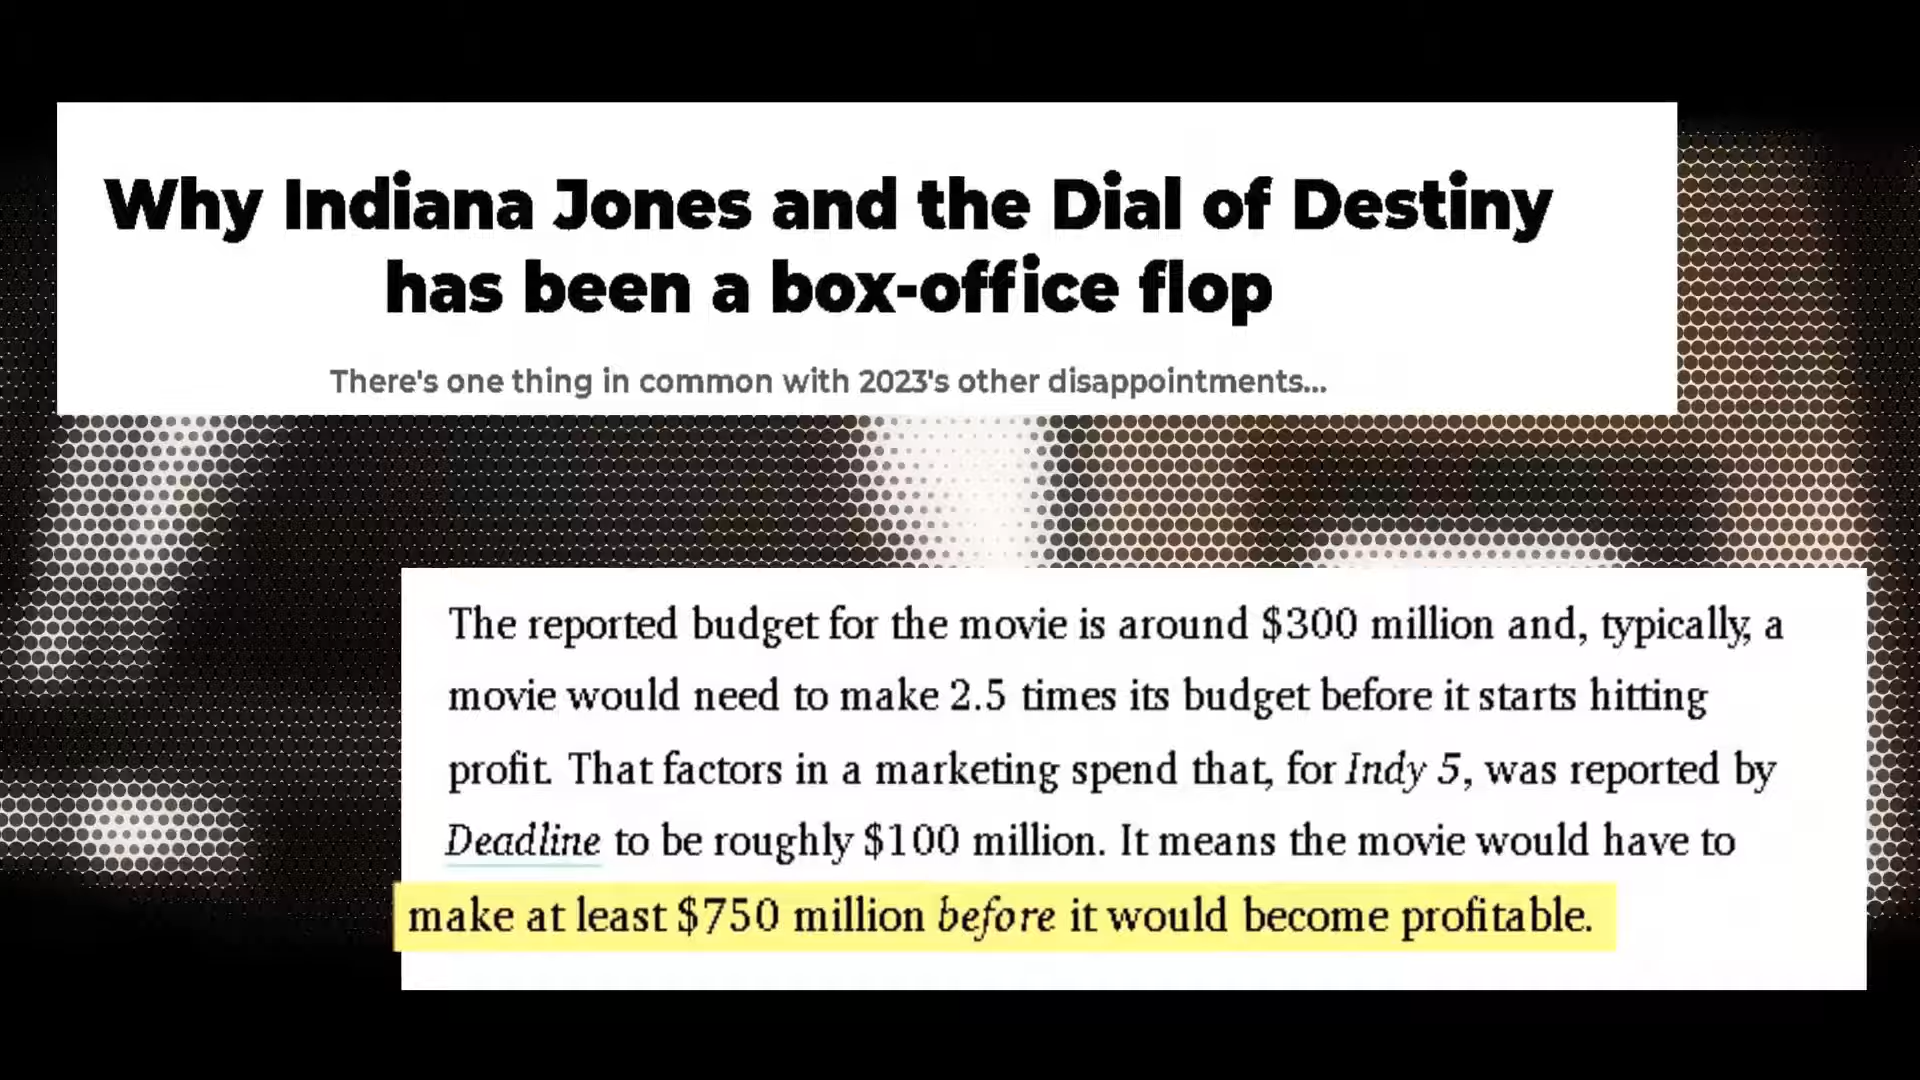 Why Indiana Jones and the Dial of Destiny
has been a box-office flop
There's one thing in common with 2023's other disappointments...
The reported budget for the movie is around $300 million and, typically, a
movie would need to make 2.5 times its budget before it starts hitting
profit. That factors in a marketing spend that, for Indy 5, was reported by
Deadline to be roughly $100 million. It means the movie would have to
make at least $750 million before it would become profitable.